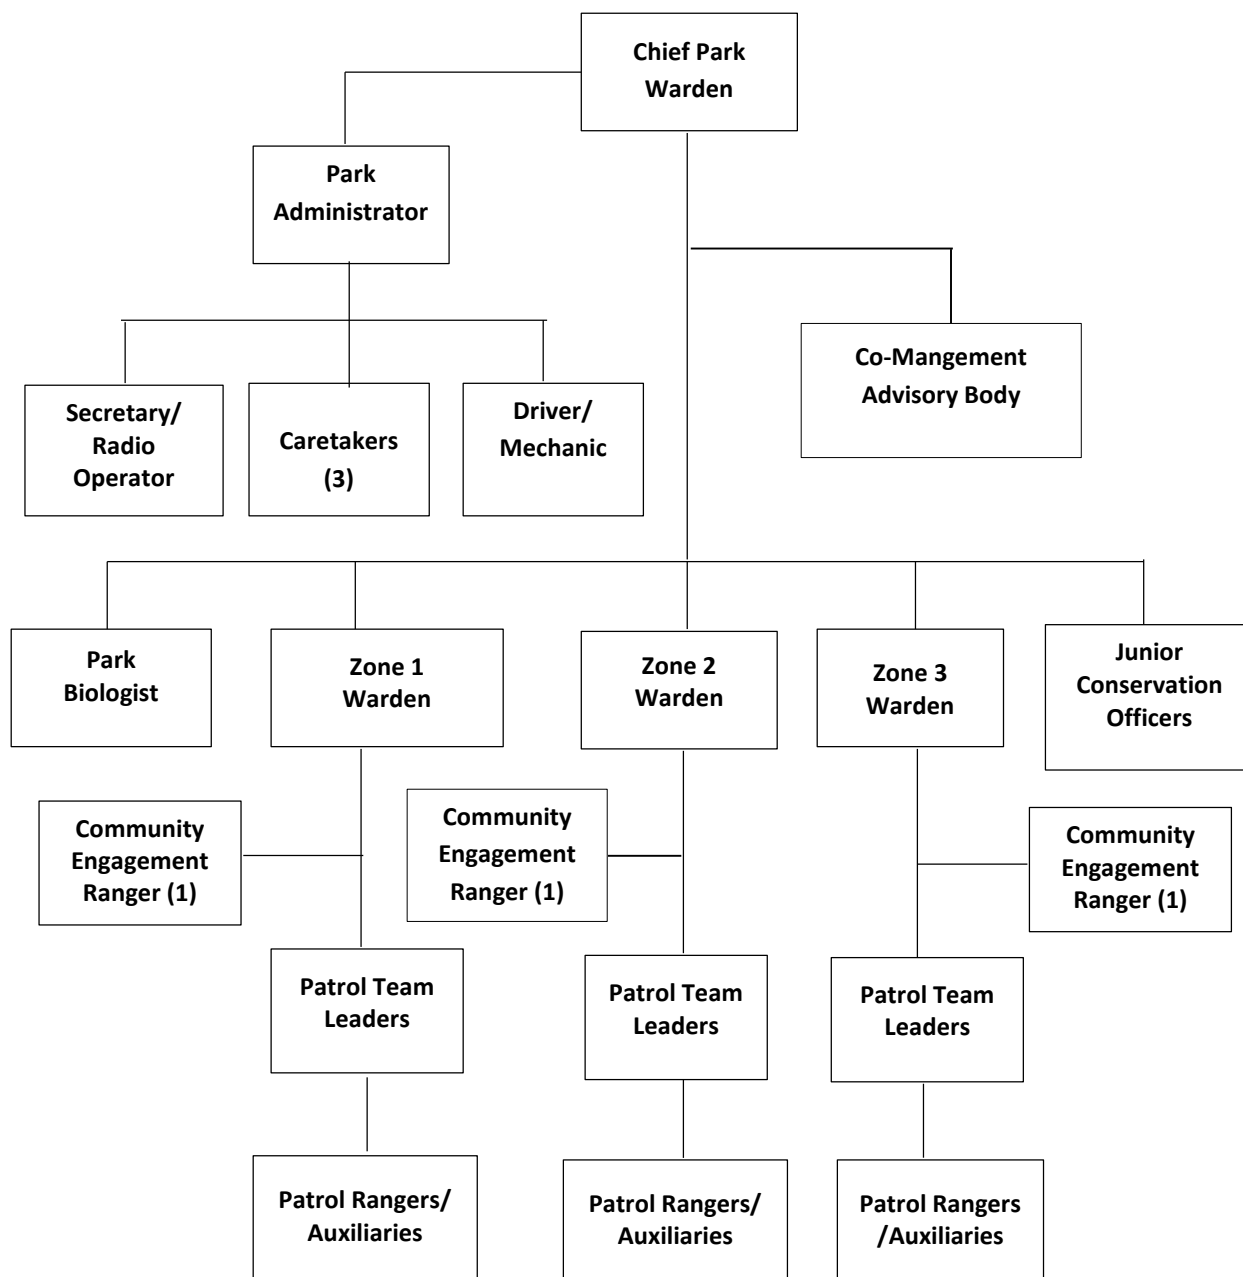 Chief Park
Warden
Park
Administrator
Co-Mangement
Advisory Body
Secretary/
Radio
Operator
Caretakers
(3)
Driver/
Mechanic
Park
Biologist
Zone 1
Warden
Zone 2
Warden
Zone 3
Warden
Junior
Conservation
Officers
Community
Engagement
Ranger (1)
Community
Engagement
Ranger (1)
Community
Engagement
Ranger (1)
Patrol Team
Leaders
Patrol Team
Leaders
Patrol Team
Leaders
Patrol Rangers/
Auxiliaries
Patrol Rangers/
Auxiliaries
Patrol Rangers
/Auxiliaries